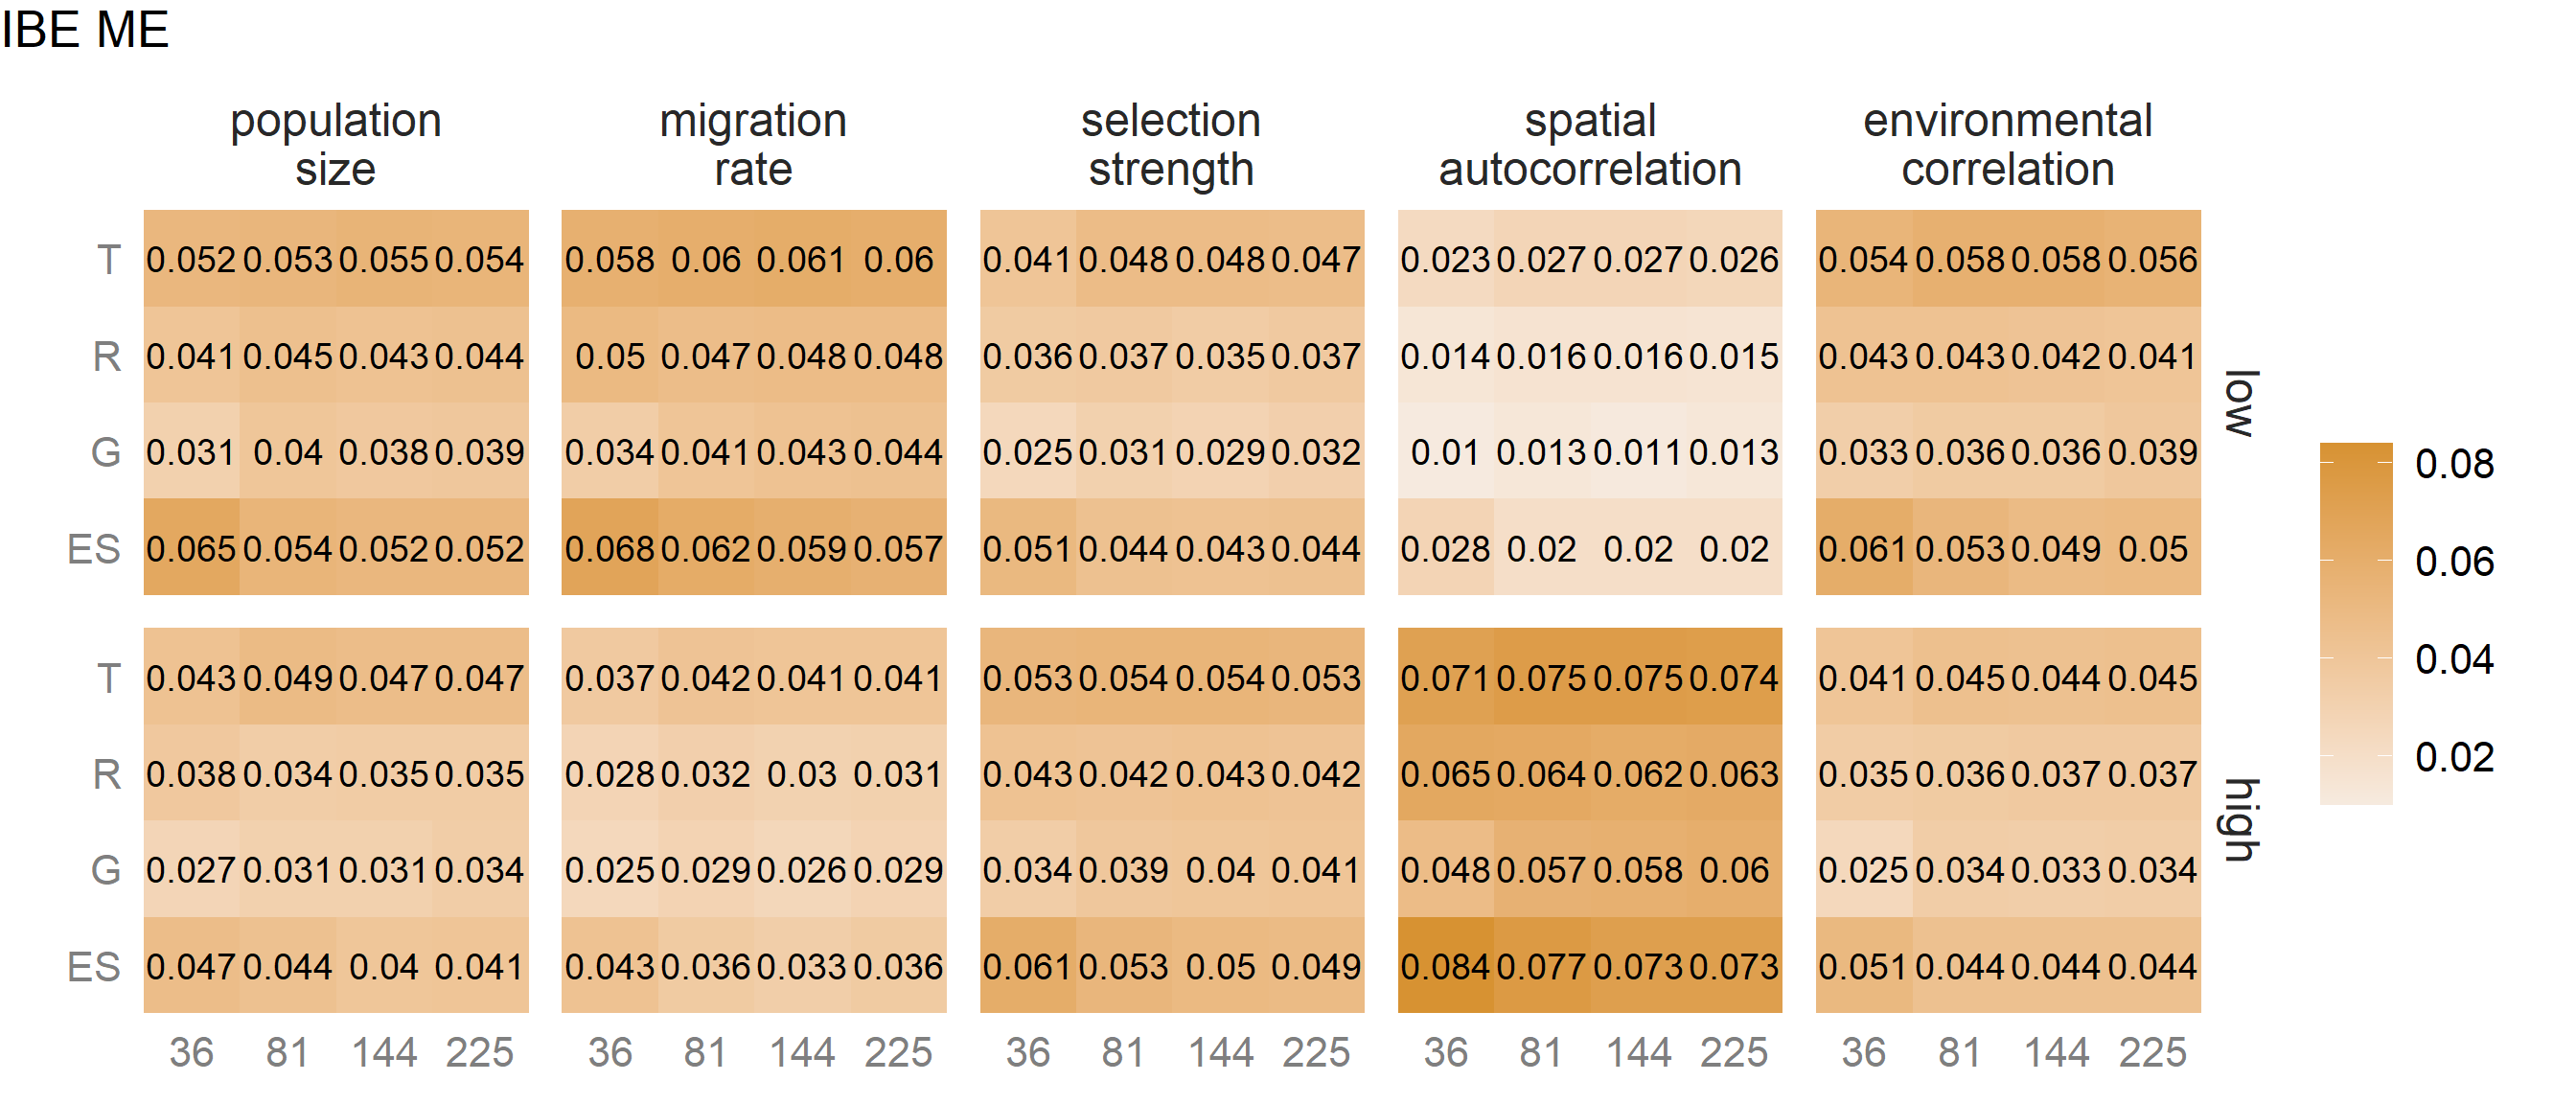 IBE ME
population size migration rate selection strength spatial autocorrelation environmental correlation
T 0.052 0.053 0.055 0.054 0.058 0.06 0.061 0.06 0.041 0.048 0.048 0.047 0.023 0.027 0.027 0.026 0.054 0.058 0.058 0.056
R 0.041 0.045 0.043 0.044 0.05 0.047 0.048 0.048 0.036 0.037 0.035 0.037 0.014 0.016 0.016 0.015 0.043 0.043 0.042 0.041
G 0.031 0.04 0.038 0.039 0.034 0.041 0.043 0.044 0.025 0.031 0.029 0.032 0.01 0.013 0.011 0.013 0.033 0.036 0.036 0.039
ES 0.065 0.054 0.052 0.052 0.068 0.062 0.059 0.057 0.051 0.044 0.043 0.044 0.028 0.02 0.02 0.02 0.061 0.053 0.049 0.05
low
T 0.043 0.049 0.047 0.047 0.037 0.042 0.041 0.041 0.053 0.054 0.054 0.053 0.071 0.075 0.075 0.074 0.041 0.045 0.044 0.045
R 0.038 0.034 0.035 0.035 0.028 0.032 0.03 0.031 0.043 0.042 0.043 0.042 0.065 0.064 0.062 0.063 0.035 0.036 0.037 0.037
G 0.027 0.031 0.031 0.034 0.025 0.029 0.026 0.029 0.034 0.039 0.04 0.041 0.048 0.057 0.058 0.06 0.025 0.034 0.033 0.034
ES 0.047 0.044 0.04 0.041 0.043 0.036 0.033 0.036 0.061 0.053 0.05 0.049 0.084 0.077 0.073 0.073 0.051 0.044 0.044 0.044
high
36 81 144 225 36 81 144 225 36 81 144 225 36 81 144 225 36 81 144 225
0.08
0.06
0.04
0.02